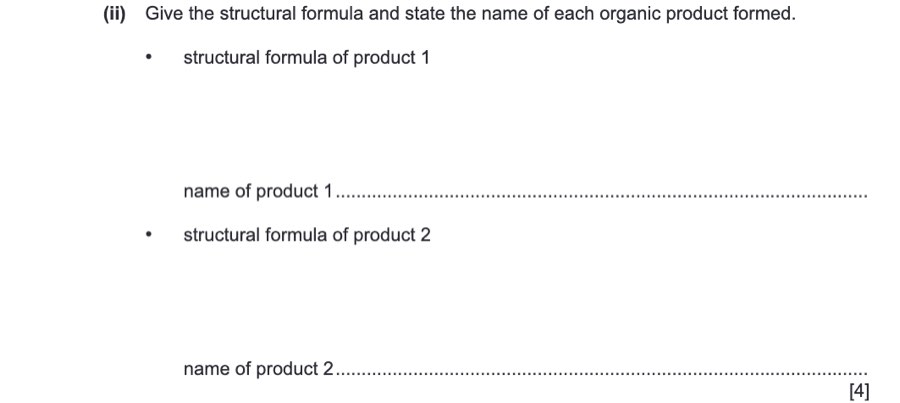 (ii) Give the structural formula and state the name of each organic product formed.
• structural formula of product 1
name of product 1..........................................................................................................
• structural formula of product 2
name of product 2..........................................................................................................
[4]